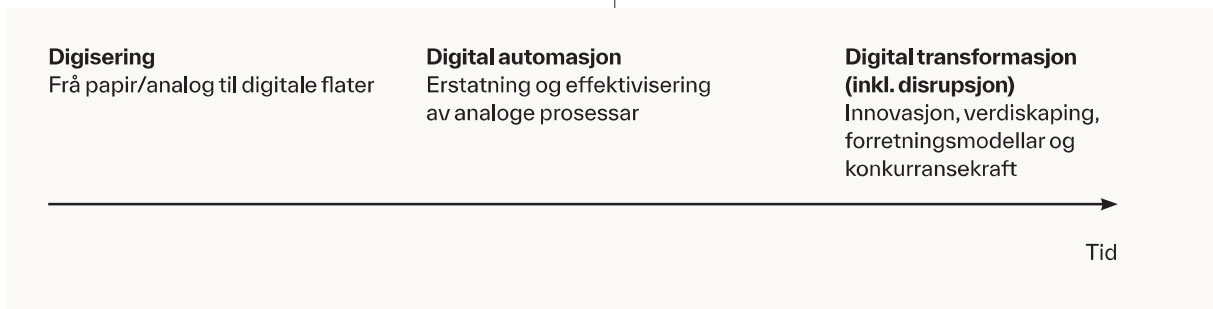 Digisering
Frå papir/analog til digitale flater
Digital automasjon
Erstatning og effektivisering
av analoge prosessar
Digital transformasjon
(inkl. disrupsjon)
Innovasjon, verdiskaping,
forretningsmodellar og
konkurransekraft
Tid